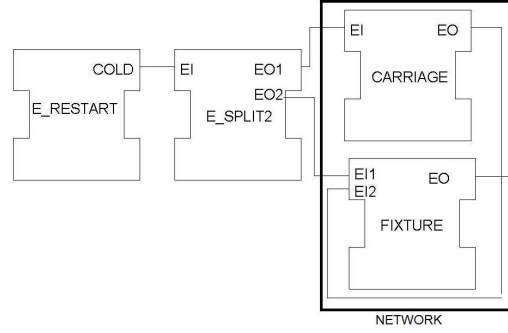 EI EO
COLD EI EO1 CARRIAGE
EO2
E_RESTART E_SPLIT2
EI1 EO
EI2
FIXTURE
NETWORK